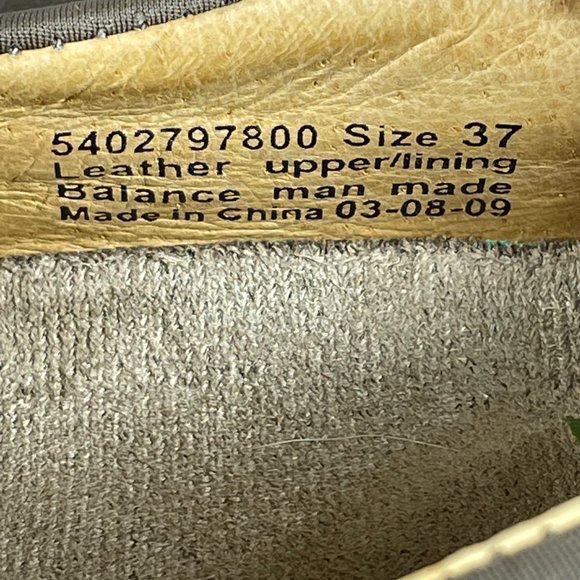 5402797800 Size 37
Leather upper/lining
Balance man made
Made in China 03-08-09